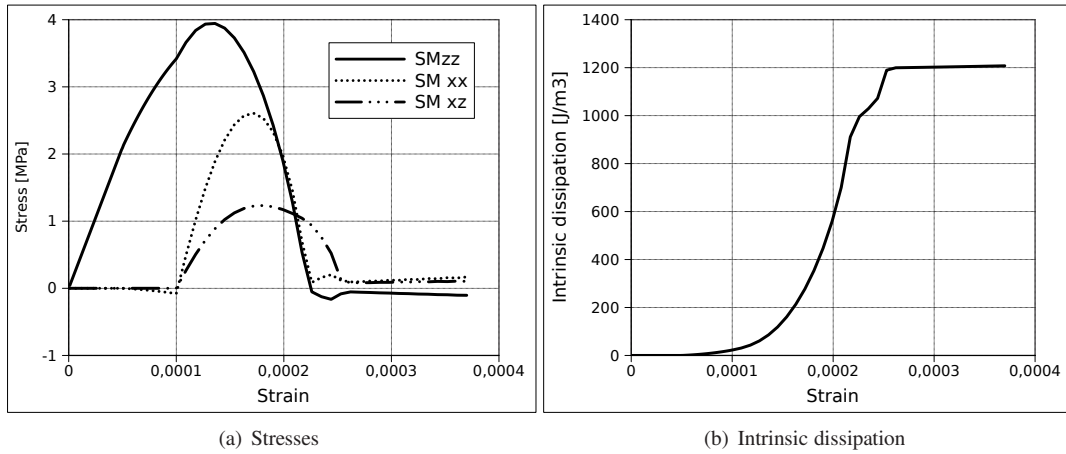 4
3
2
1
0
-1
Stress [MPa]
0
0,0001
0,0002
0,0003
0,0004
Strain
SMzz
SM xx
SM xz
(a) Stresses
1400
1200
1000
800
600
400
200
0
Intrinsic dissipation [J/m3]
0
0,0001
0,0002
0,0003
0,0004
Strain
(b) Intrinsic dissipation